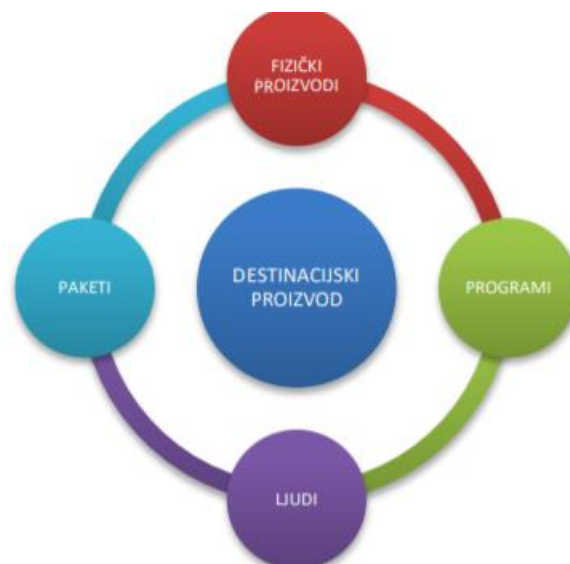 FIZIČKI
PROIZVODI
PAKETI
DESTINACIJSKI
PROIZVOD
PROGRAMI
LJUDI